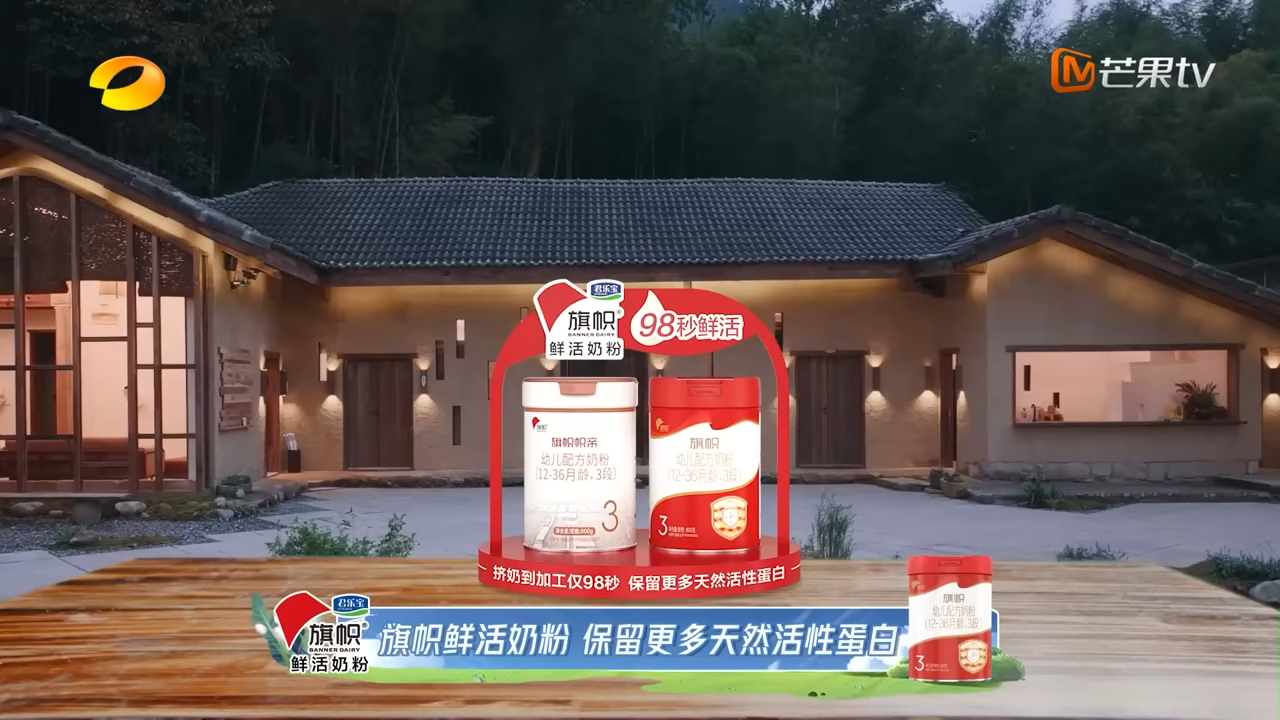 芒果tv
君乐宝
旗帜®
BANNER DAIRY
鲜活奶粉
98秒鲜活
旗帜帜亲
幼儿配方奶粉
(12-36月龄,3段)
3
旗帜
幼儿配方奶粉
(12-36月龄,3段)
3
挤奶到加工仅98秒 保留更多天然活性蛋白
君乐宝
旗帜®
BANNER DAIRY
鲜活奶粉
旗帜鲜活奶粉 保留更多天然活性蛋白
旗帜
幼儿配方奶粉
(12-36月龄,3段)
3